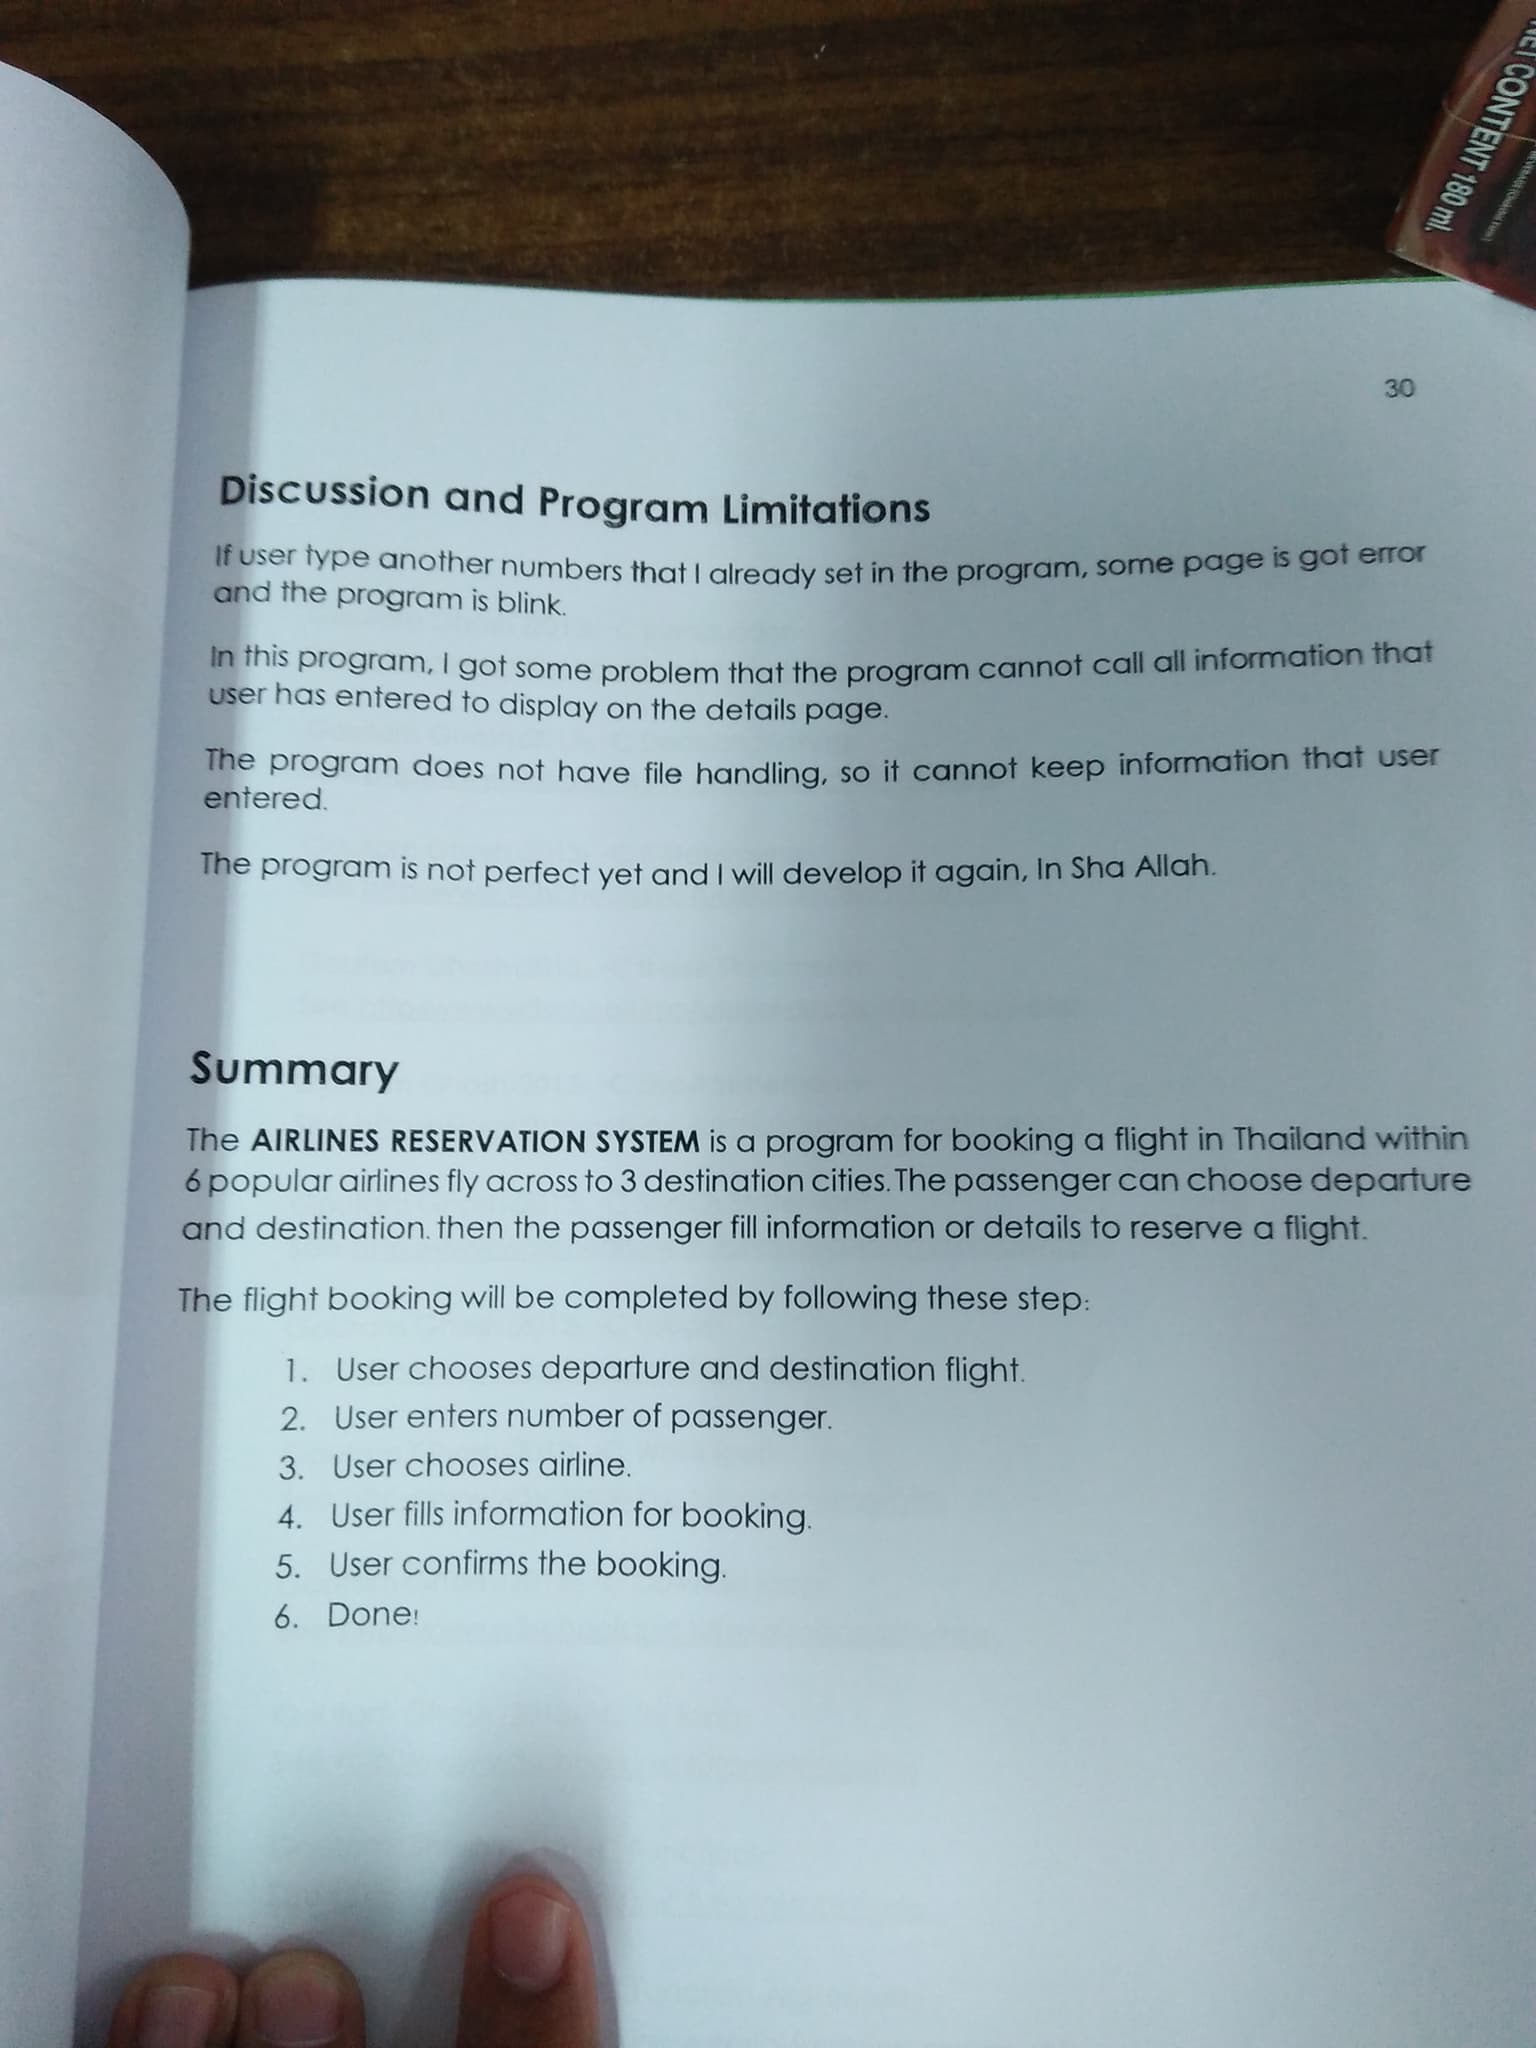 NET CONTENT 180 ml.
30
Discussion and Program Limitations
If user type another numbers that I already set in the program, some page is got error
and the program is blink.
In this program, I got some problem that the program cannot call all information that
user has entered to display on the details page.
The program does not have file handling, so it cannot keep information that user
entered.
The program is not perfect yet and I will develop it again, In Sha Allah.
Summary
The AIRLINES RESERVATION SYSTEM is a program for booking a flight in Thailand within
6 popular airlines fly across to 3 destination cities. The passenger can choose departure
and destination. then the passenger fill information or details to reserve a flight.
The flight booking will be completed by following these step:
1. User chooses departure and destination flight.
2. User enters number of passenger.
3. User chooses airline.
4. User fills information for booking.
5. User confirms the booking.
6. Done!